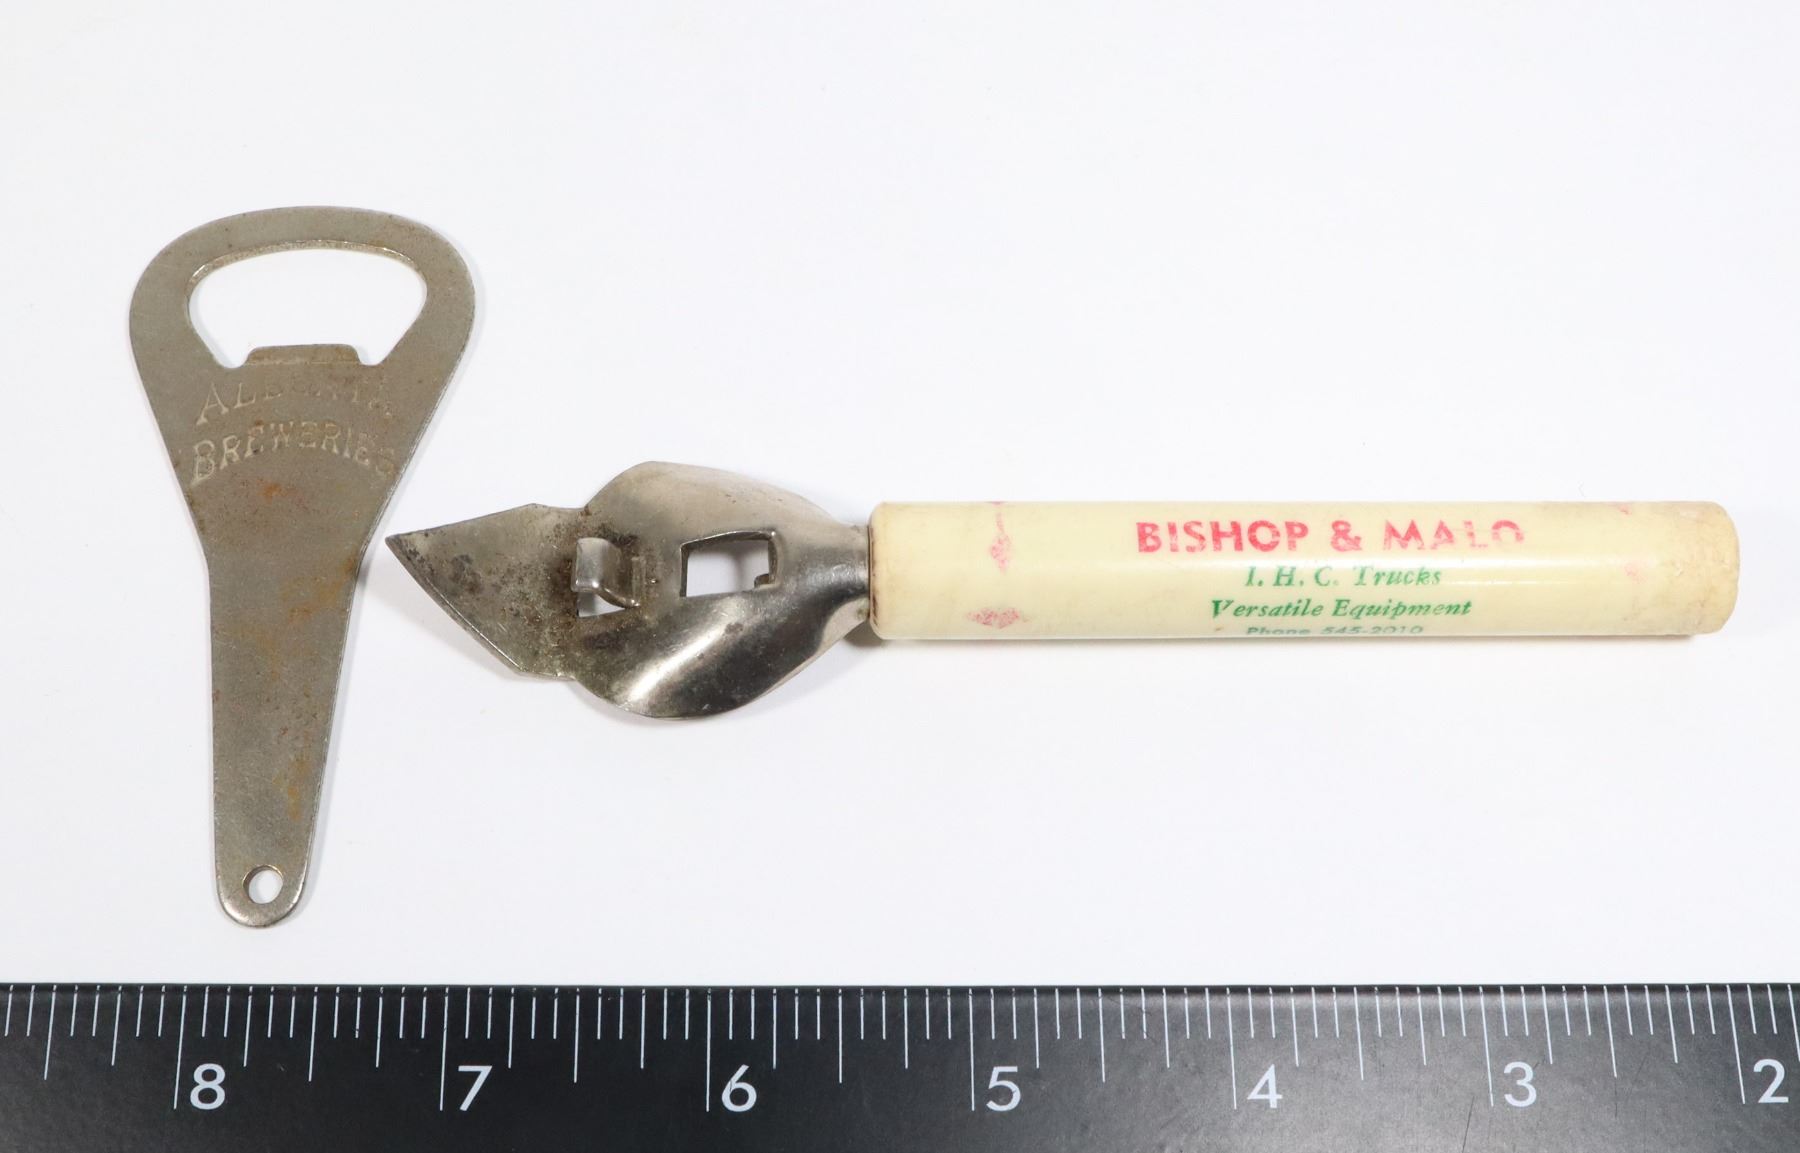 ALBERTA
BREWERIES
BISHOP & MALO
I. H. C. Trucks
Versatile Equipment
Phone 545-2010
8 7 6 5 4 3 2